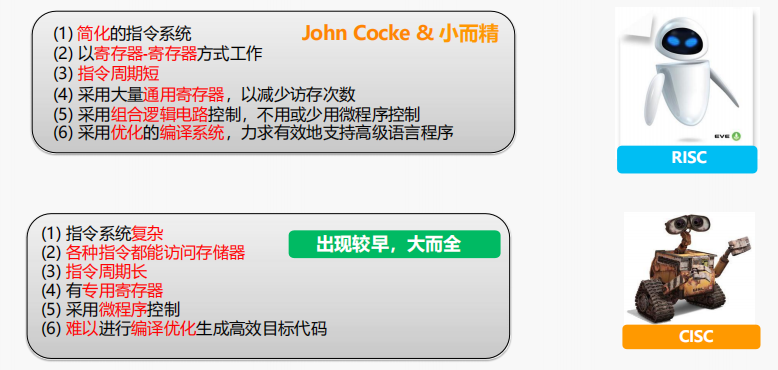 (1) 简化的指令系统
John Cocke & 小而精
(2) 以寄存器-寄存器方式工作
(3) 指令周期短
(4) 采用大量通用寄存器，以减少访存次数
(5) 采用组合逻辑电路控制，不用或少用微程序控制
(6) 采用优化的编译系统，力求有效地支持高级语言程序
EVE
RISC
(1) 指令系统复杂
(2) 各种指令都能访问存储器
出现较早，大而全
(3) 指令周期长
(4) 有专用寄存器
(5) 采用微程序控制
(6) 难以进行编译优化生成高效目标代码
CISC